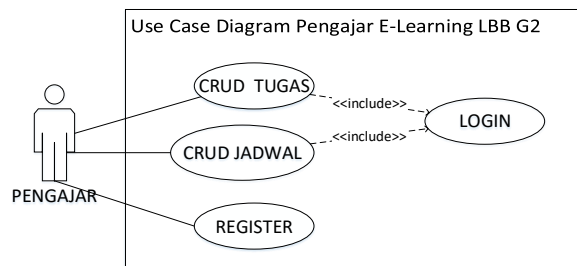 Use Case Diagram Pengajar E-Learning LBB G2
CRUD TUGAS
<<include>>
LOGIN
<<include>>
CRUD JADWAL
PENGAJAR
REGISTER